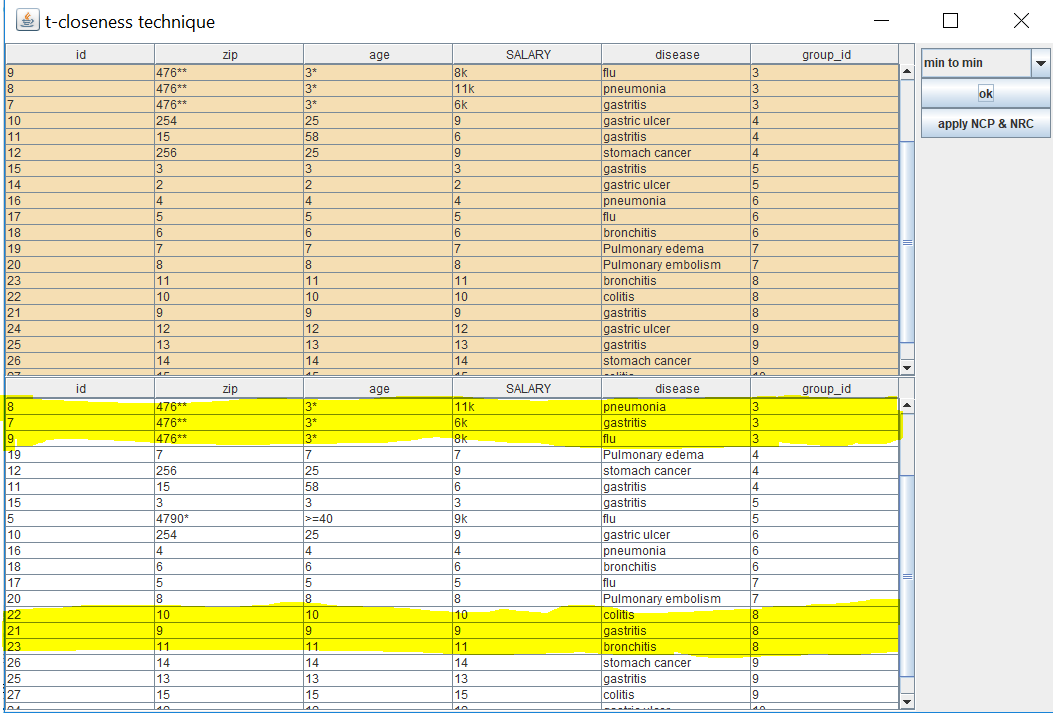 t-closeness technique
id zip age SALARY disease group_id
9 476** 3* 8k flu 3
8 476** 3* 11k pneumonia 3
7 476** 3* 6k gastritis 3
10 254 25 9 gastric ulcer 4
11 15 58 6 gastritis 4
12 256 25 9 stomach cancer 4
15 3 3 3 gastritis 5
14 2 2 2 gastric ulcer 5
16 4 4 4 pneumonia 6
17 5 5 5 flu 6
18 6 6 6 bronchitis 6
19 7 7 7 Pulmonary edema 7
20 8 8 8 Pulmonary embolism 7
23 11 11 11 bronchitis 8
22 10 10 10 colitis 8
21 9 9 9 gastritis 8
24 12 12 12 gastric ulcer 9
25 13 13 13 gastritis 9
26 14 14 14 stomach cancer 9
id zip age SALARY disease group_id
8 476** 3* 11k pneumonia 3
7 476** 3* 6k gastritis 3
9 476** 3* 8k flu 3
19 7 7 7 Pulmonary edema 4
12 256 25 9 stomach cancer 4
11 15 58 6 gastritis 4
15 3 3 3 gastritis 5
5 4790* >=40 9k flu 5
10 254 25 9 gastric ulcer 6
16 4 4 4 pneumonia 6
18 6 6 6 bronchitis 6
17 5 5 5 flu 7
20 8 8 8 Pulmonary embolism 7
22 10 10 10 colitis 8
21 9 9 9 gastritis 8
23 11 11 11 bronchitis 8
26 14 14 14 stomach cancer 9
25 13 13 13 gastritis 9
27 15 15 15 colitis 9
min to min
ok
apply NCP & NRC